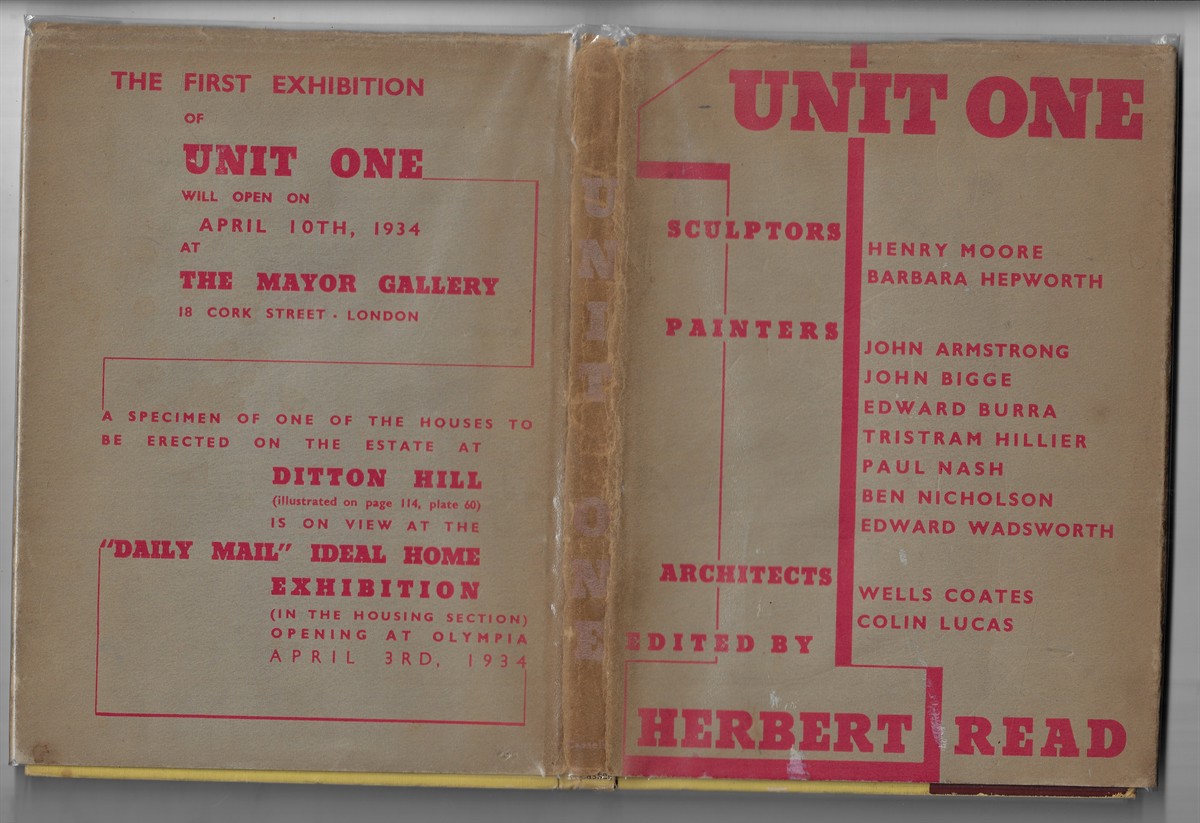 THE FIRST EXHIBITION
OF
UNIT ONE
WILL OPEN ON
APRIL 10TH, 1934
AT
THE MAYOR GALLERY
18 CORK STREET · LONDON
A SPECIMEN OF ONE OF THE HOUSES TO
BE ERECTED ON THE ESTATE AT
DITTON HILL
(illustrated on page 114, plate 60)
IS ON VIEW AT THE
"DAILY MAIL" IDEAL HOME
EXHIBITION
(IN THE HOUSING SECTION)
OPENING AT OLYMPIA
APRIL 3RD, 1934
UNIT ONE
UNIT ONE
SCULPTORS
HENRY MOORE
BARBARA HEPWORTH
PAINTERS
JOHN ARMSTRONG
JOHN BIGGE
EDWARD BURRA
TRISTRAM HILLIER
PAUL NASH
BEN NICHOLSON
EDWARD WADSWORTH
ARCHITECTS
WELLS COATES
COLIN LUCAS
EDITED BY
HERBERT READ